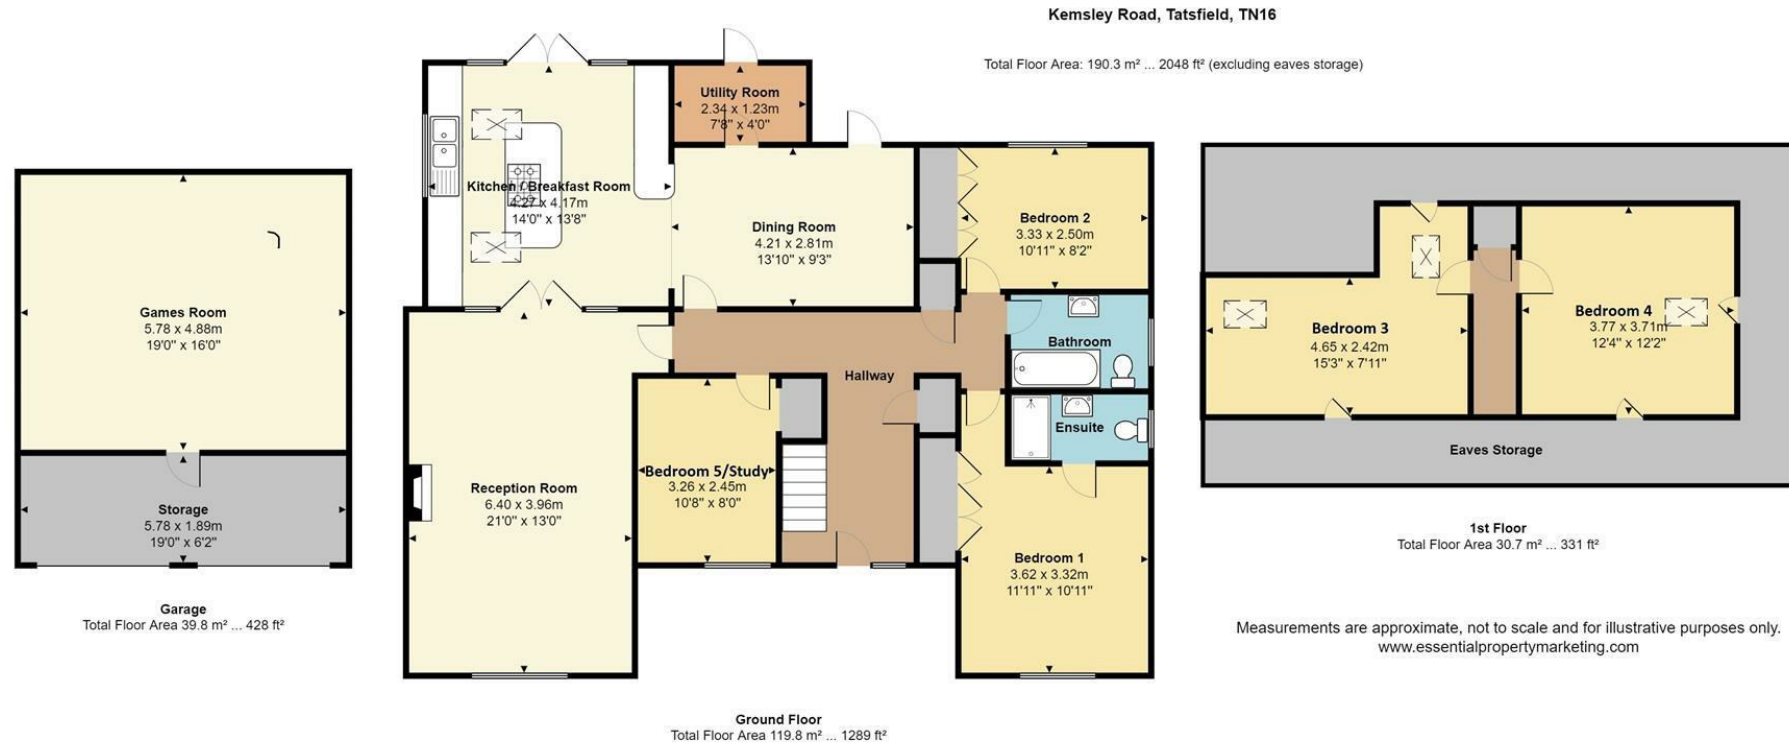 Kemsley Road, Tatsfield, TN16
Total Floor Area: 190.3 m² ... 2048 ft² (excluding eaves storage)
Games Room
5.78 x 4.88m
19'0" x 16'0"
Storage
5.78 x 1.89m
19'0" x 6'2"
Garage
Total Floor Area 39.8 m² ... 428 ft²
Utility Room
2.34 x 1.23m
7'8" x 4'0"
Kitchen / Breakfast Room
4.27 x 4.17m
14'0" x 13'8"
Dining Room
4.21 x 2.81m
13'10" x 9'3"
Bedroom 2
3.33 x 2.50m
10'11" x 8'2"
Bathroom
Hallway
Ensuite
Bedroom 5/Study
3.26 x 2.45m
10'8" x 8'0"
Reception Room
6.40 x 3.96m
21'0" x 13'0"
Bedroom 1
3.62 x 3.32m
11'11" x 10'11"
Ground Floor
Total Floor Area 119.8 m² ... 1289 ft²
Bedroom 3
4.65 x 2.42m
15'3" x 7'11"
Bedroom 4
3.77 x 3.71m
12'4" x 12'2"
Eaves Storage
1st Floor
Total Floor Area 30.7 m² ... 331 ft²
Measurements are approximate, not to scale and for illustrative purposes only.
www.essentialpropertymarketing.com